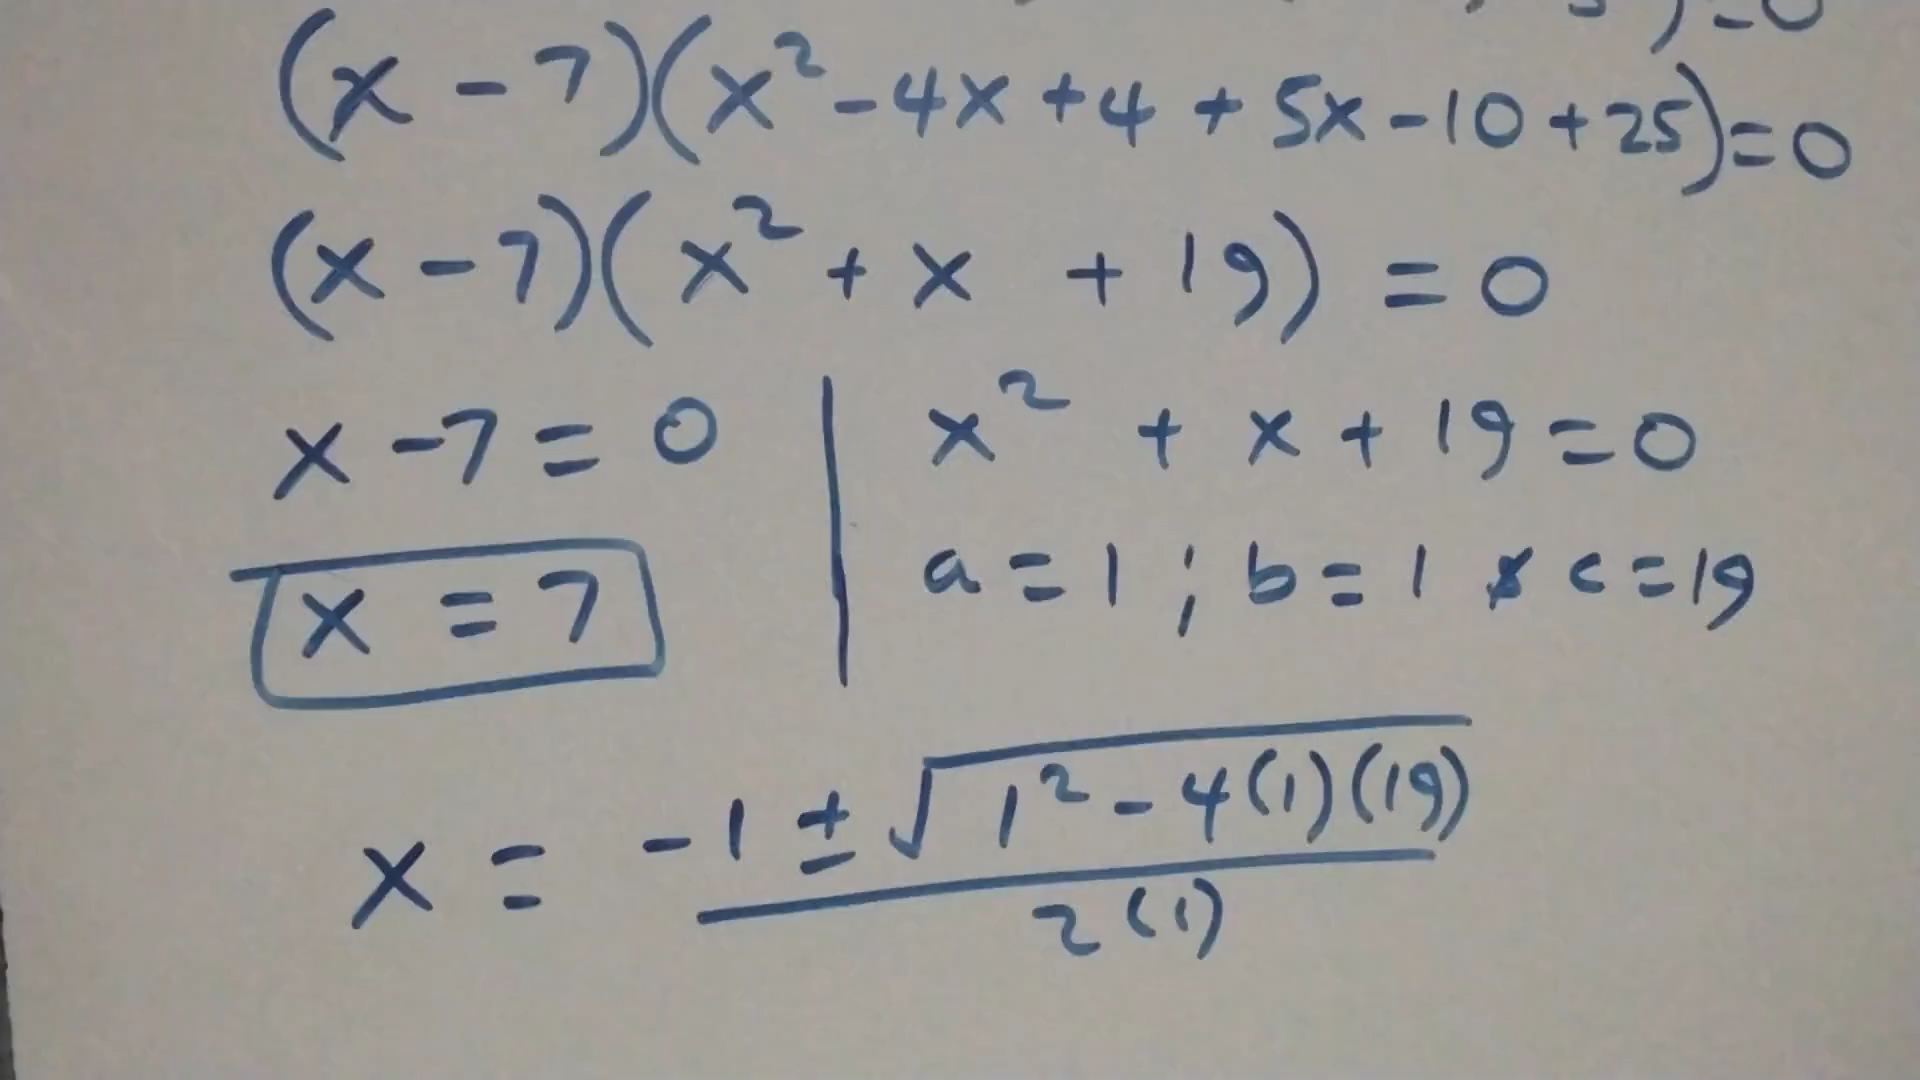 )=0
(x - 7)(x² - 4x + 4 + 5x - 10 + 25) = 0
(x - 7)(x² + x + 19) = 0
x - 7 = 0 | x² + x + 19 = 0
a = 1 ; b = 1 & c = 19
x = 7
x = -1 ± √(1² - 4(1)(19)) / 2(1)